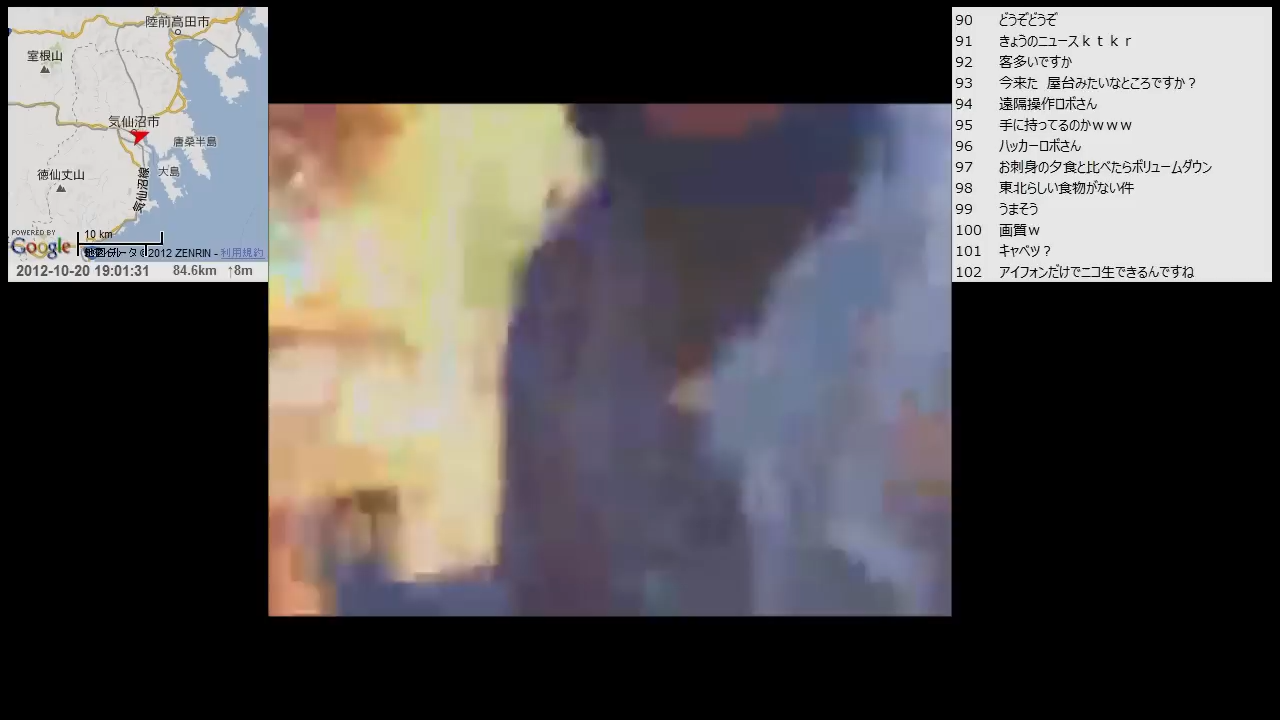 陸前高田市
室根山
気仙沼市
唐桑半島
徳仙丈山
大島
気仙沼線
POWERED BY
Google
10 km
2012 ZENRIN - 利用規約
2012-10-20 19:01:31 84.6km ↑8m
90 どうぞどうぞ
91 きょうのニュースｋｔｋｒ
92 客多いですか
93 今来た　屋台みたいなところですか？
94 遠隔操作ロボさん
95 手に持ってるのかｗｗｗ
96 ハッカーロボさん
97 お刺身の夕食と比べたらボリュームダウン
98 東北らしい食物がない件
99 うまそう
100 画質ｗ
101 キャベツ？
102 アイフォンだけでニコ生できるんですね